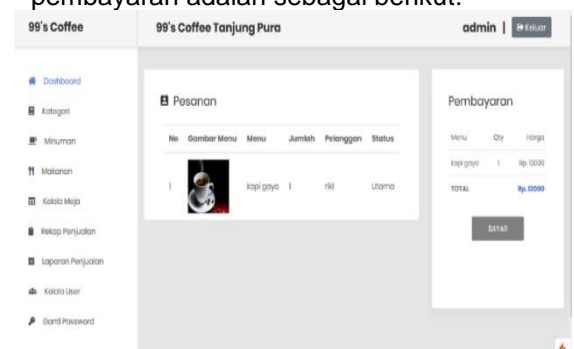 pembayaran adalah sebagai berikut:
99's Coffee
99's Coffee Tanjung Pura
admin |
Keluar
Dashboard
Kategori
Minuman
Makanan
Kelola Meja
Rekap Penjualan
Laporan Penjualan
Kelola User
Ganti Password
Pesanan
No Gambar Menu Menu Jumlah Pelanggan Status
1 kopi gayo 1 riki Utama
Pembayaran
Menu Qty Harga
kopi gayo 1 Rp. 12000
TOTAL Rp. 12000
BAYAR